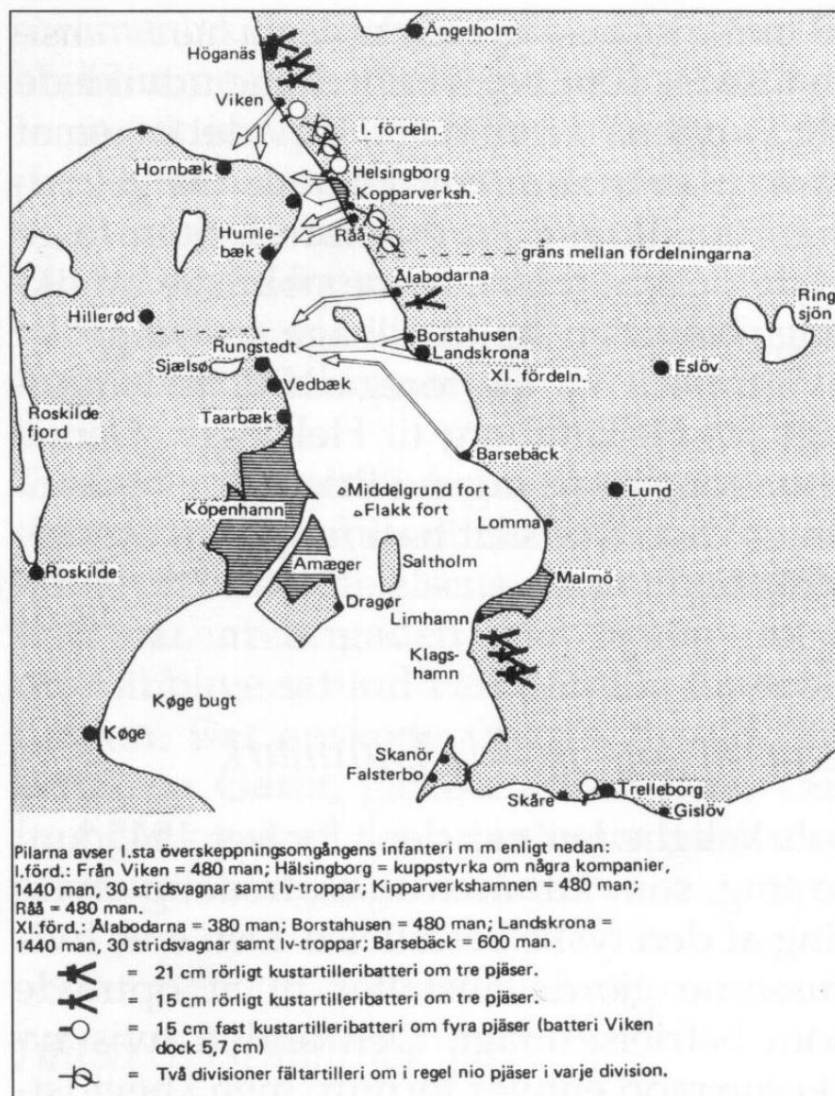 Ängelholm
Höganäs
Viken
I. fördeln.
Hornbæk
Helsingborg
Kopparverksh.
Råå
Humle-
bæk
gräns mellan fördelningarna
Ålabodarna
Ring
sjön
Hillerød
Borstahusen
Rungstedt
Landskrona
Sjælsø
Eslöv
XI. fördeln.
Vedbæk
Roskilde
fjord
Taarbæk
Barsebäck
Middelgrund fort
Lund
Köpenhamn
Flakk fort
Lomma
Amæger
Saltholm
Roskilde
Malmö
Dragør
Limhamn
Klags-
hamn
Køge bugt
Køge
Skanör
Falsterbo
Trelleborg
Skåre
Gislöv
Pilarna avser I.sta överskeppningsomgångens infanteri m m enligt nedan:
I.förd.: Från Viken = 480 man; Hälsingborg = kuppstyrka om några kompanier,
1440 man, 30 stridsvagnar samt lv-troppar; Kipparverkshamnen = 480 man;
Råå = 480 man.
XI.förd.: Ålabodarna = 380 man; Borstahusen = 480 man; Landskrona =
1440 man, 30 stridsvagnar samt lv-troppar; Barsebäck = 600 man.
= 21 cm rörligt kustartilleribatteri om tre pjäser.
= 15 cm rörligt kustartilleribatteri om tre pjäser.
= 15 cm fast kustartilleribatteri om fyra pjäser (batteri Viken
dock 5,7 cm)
= Två divisioner fältartilleri om i regel nio pjäser i varje division.